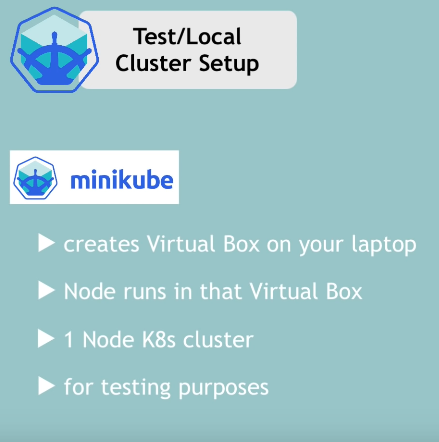 Test/Local
Cluster Setup
minikube
creates Virtual Box on your laptop
Node runs in that Virtual Box
1 Node K8s cluster
for testing purposes